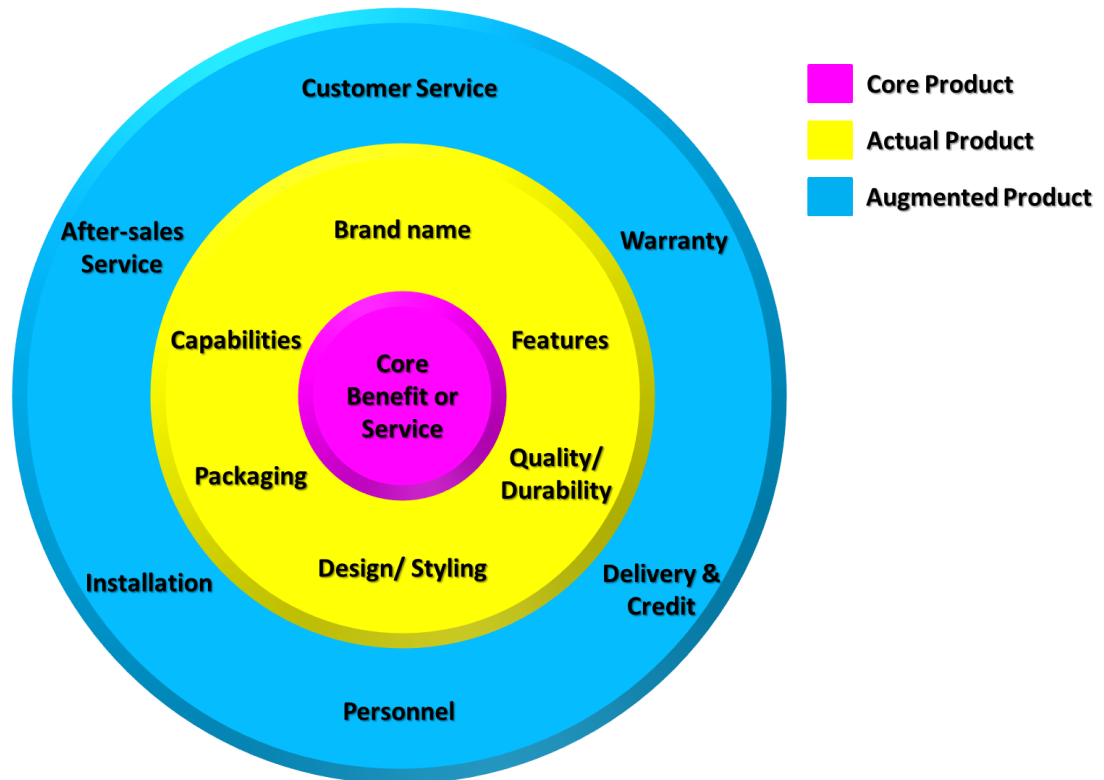 Customer Service
After-sales
Service
Warranty
Brand name
Capabilities
Features
Core
Benefit or
Service
Packaging
Quality/
Durability
Design/ Styling
Installation
Delivery &
Credit
Personnel
Core Product
Actual Product
Augmented Product